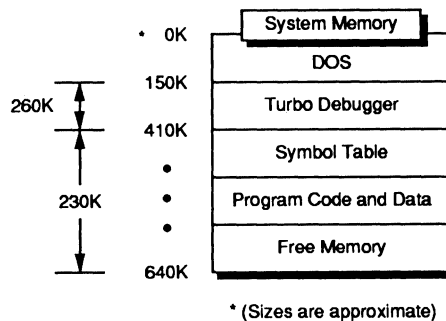 System Memory
* 0K
DOS
150K
260K
Turbo Debugger
410K
Symbol Table
230K
Program Code and Data
Free Memory
640K
* (Sizes are approximate)